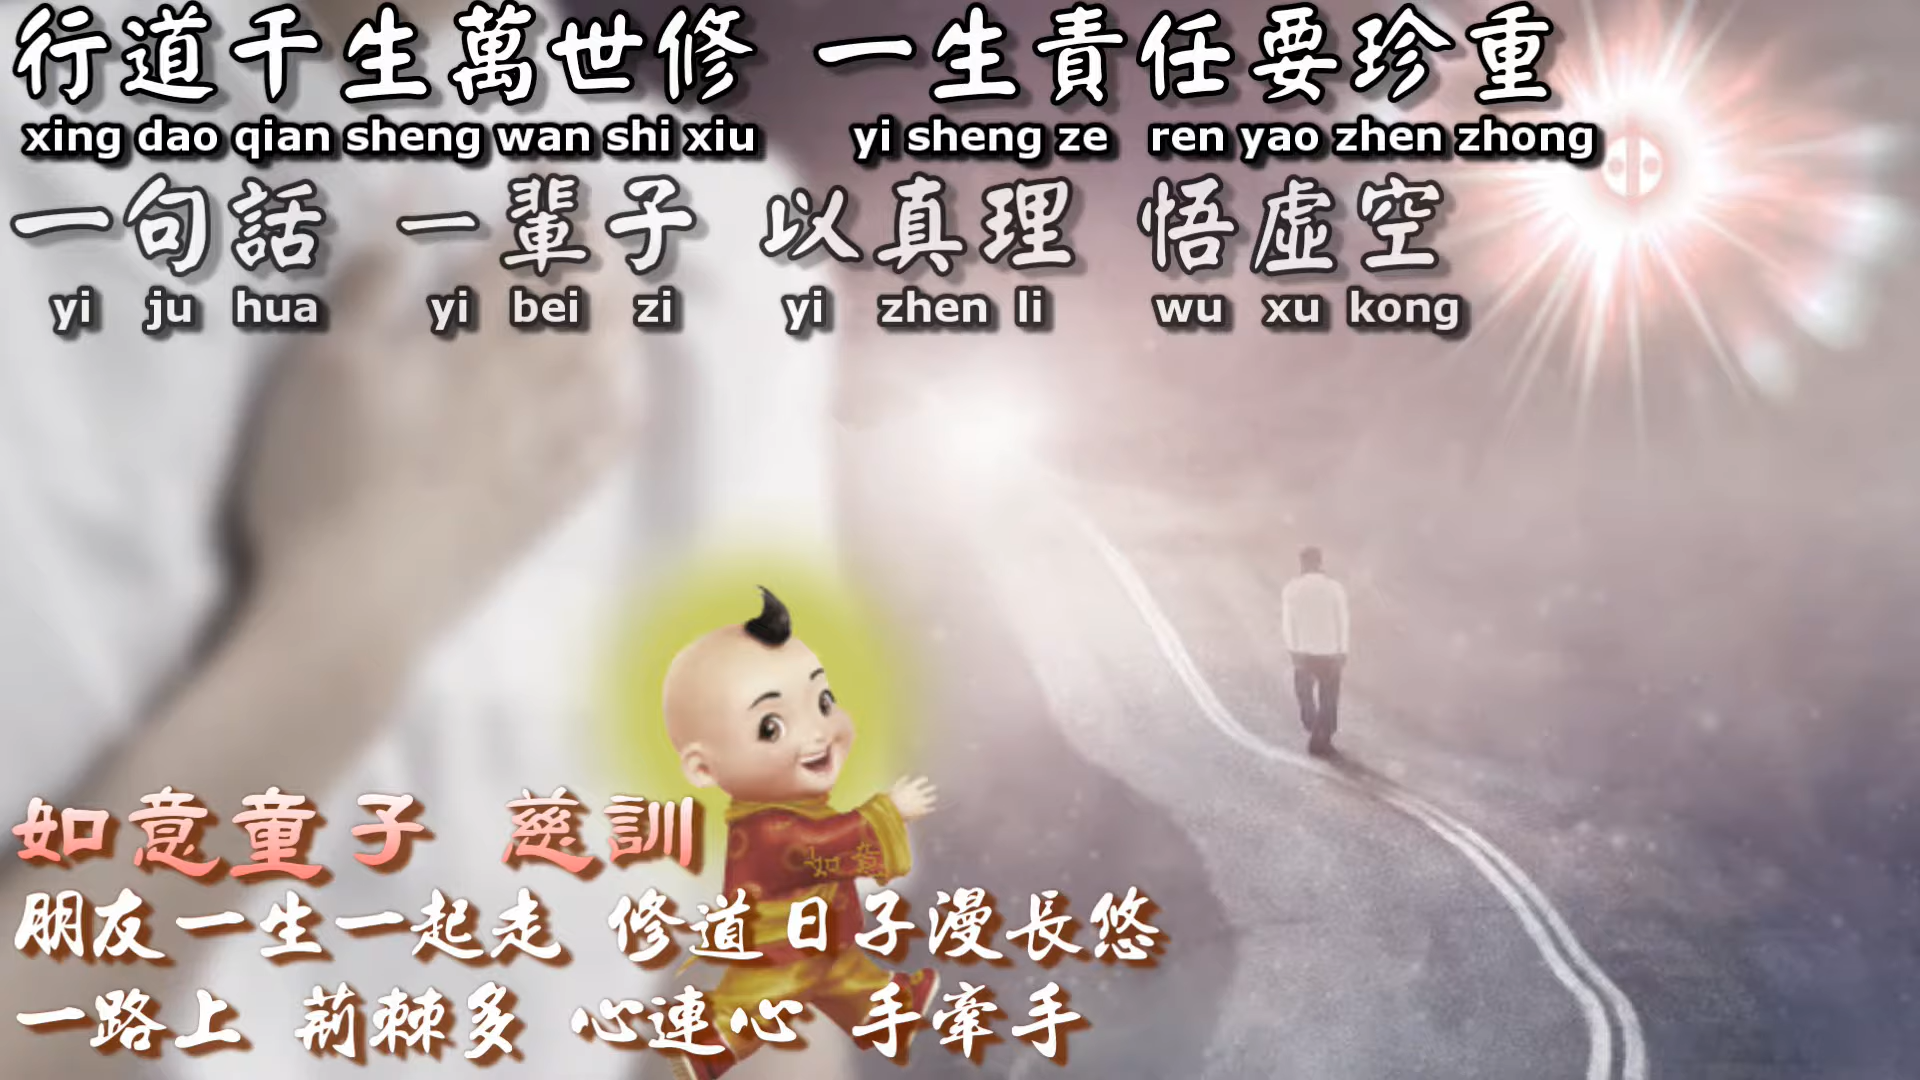 行道千生萬世修 一生責任要珍重
xing dao qian sheng wan shi xiu yi sheng ze ren yao zhen zhong
一句話 一輩子 以真理 悟虛空
yi ju hua yi bei zi yi zhen li wu xu kong
如意童子 慈訓
如意
朋友一生一起走 修道日子漫長悠
一路上 荊棘多 心連心 手牽手